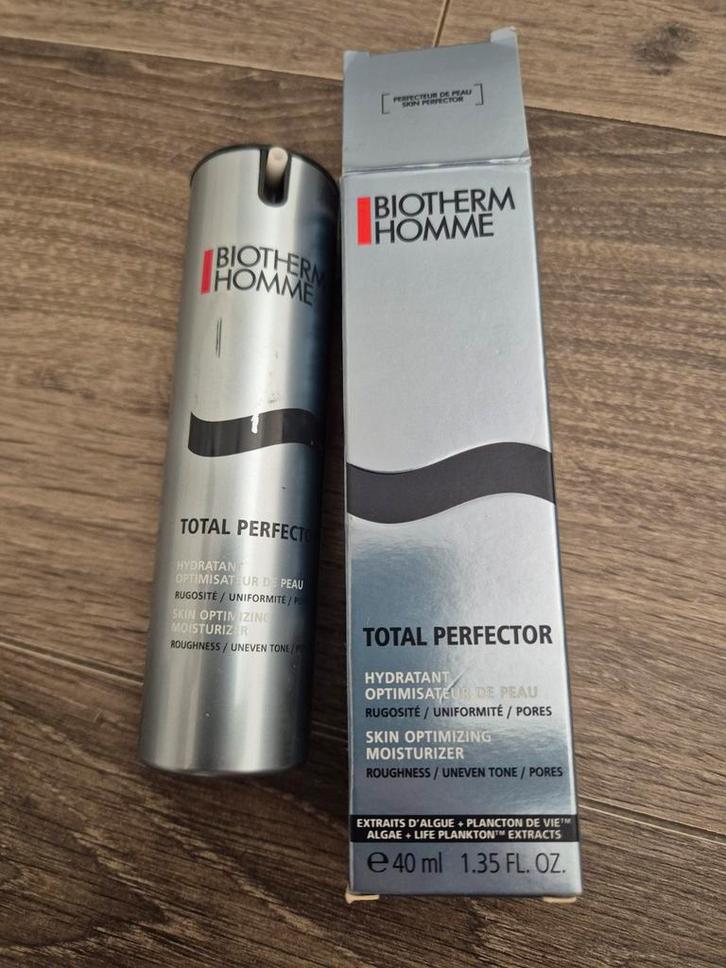 PERFECTEUR DE PEAU
SKIN PERFECTOR
BIOTHERM
HOMME
TOTAL PERFECTOR
HYDRATANT
OPTIMISATEUR DE PEAU
RUGOSITÉ / UNIFORMITÉ / PORES
SKIN OPTIMIZING
MOISTURIZER
ROUGHNESS / UNEVEN TONE / PORES
EXTRAITS D'ALGUE + PLANCTON DE VIE™
ALGAE + LIFE PLANKTON™ EXTRACTS
e 40 ml 1.35 FL. OZ.
BIOTHERM
HOMME
TOTAL PERFECTO
HYDRATANT
OPTIMISATEUR DE PEAU
RUGOSITÉ / UNIFORMITÉ /
SKIN OPTIMIZING
MOISTURIZER
ROUGHNESS / UNEVEN TONE /